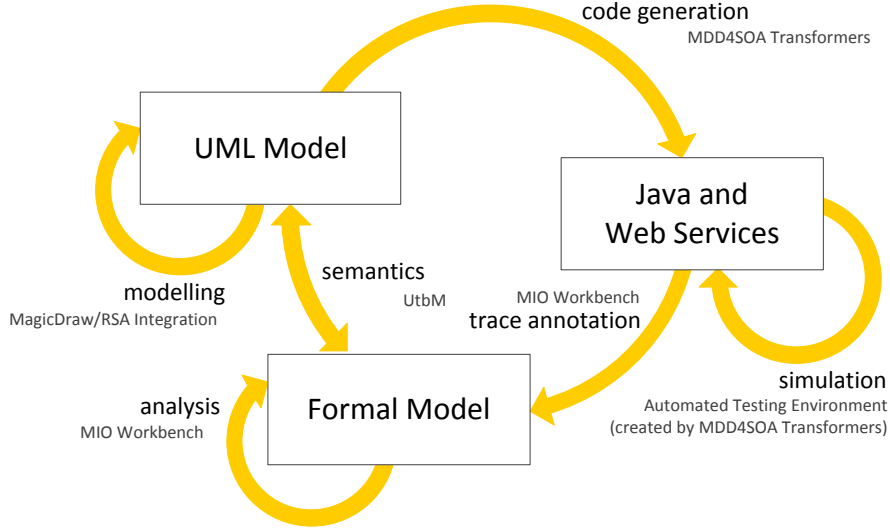 code generation
MDD4SOA Transformers
UML Model
Java and
Web Services
semantics
UtbM
modelling
MagicDraw/RSA Integration
MIO Workbench
trace annotation
simulation
Automated Testing Environment
(created by MDD4SOA Transformers)
analysis
MIO Workbench
Formal Model